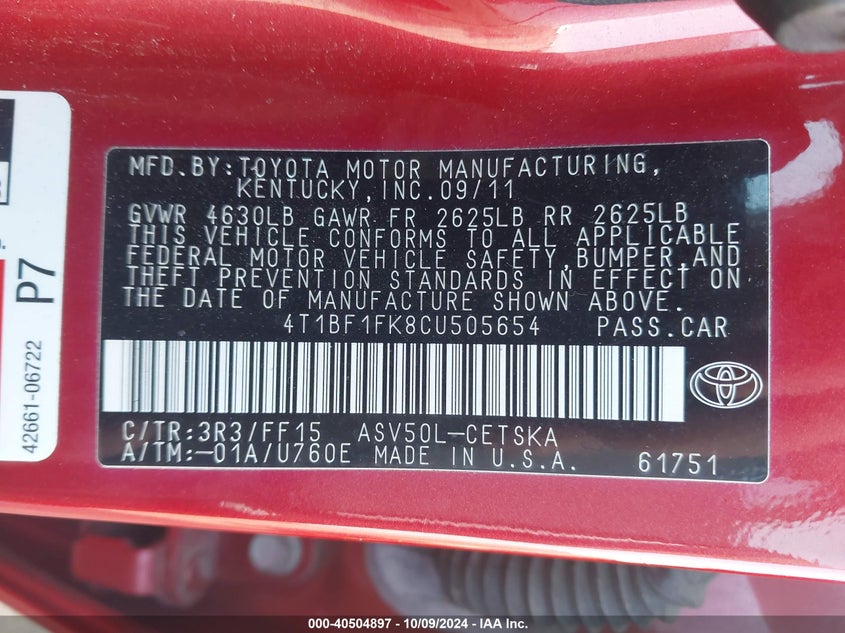 MFD.BY:TOYOTA MOTOR MANUFACTURING,
KENTUCKY,INC.09/11
GVWR 4630LB GAWR FR 2625LB RR 2625LB
THIS VEHICLE CONFORMS TO ALL APPLICABLE
FEDERAL MOTOR VEHICLE SAFETY,BUMPER,AND
THEFT PREVENTION STANDARDS IN EFFECT ON
THE DATE OF MANUFACTURE SHOWN ABOVE.
4T1BF1FK8CU505654 PASS.CAR
C/TR:3R3/FF15 ASV50L-CETSKA
A/TM:-01A/U760E MADE IN U.S.A. 61751
P7
42661-06722
000-40504897 - 10/09/2024 - IAA Inc.